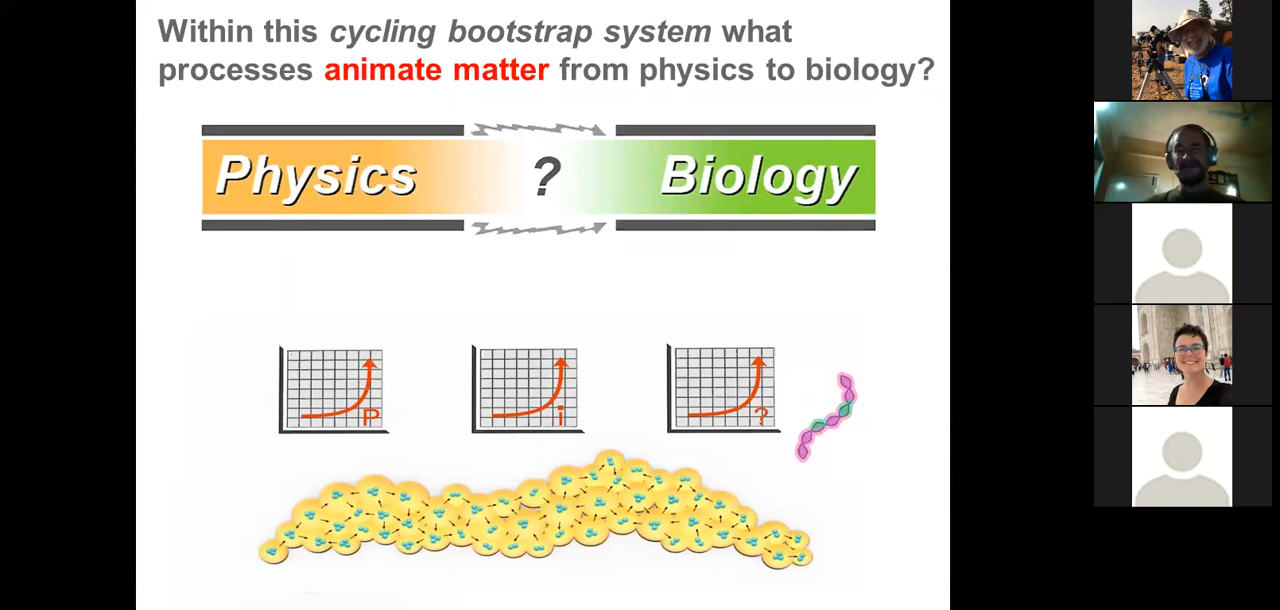 Within this cycling bootstrap system what
processes animate matter from physics to biology?
Physics ? Biology
P i ?